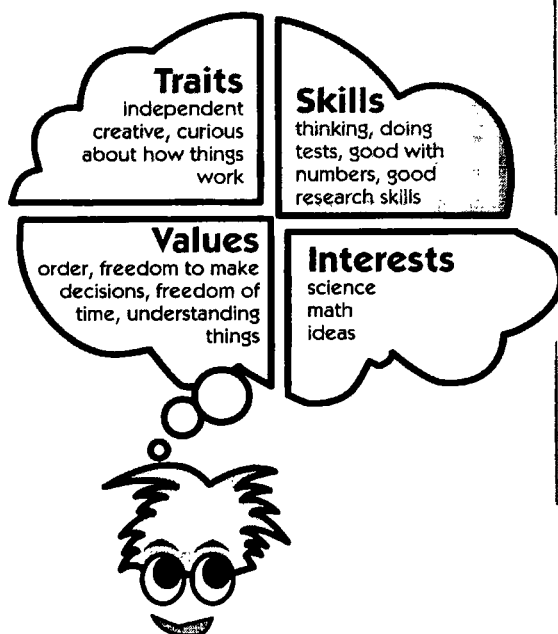 Traits
independent
creative, curious
about how things
work
Skills
thinking, doing
tests, good with
numbers, good
research skills
Values
order, freedom to make
decisions, freedom of
time, understanding
things
Interests
science
math
ideas